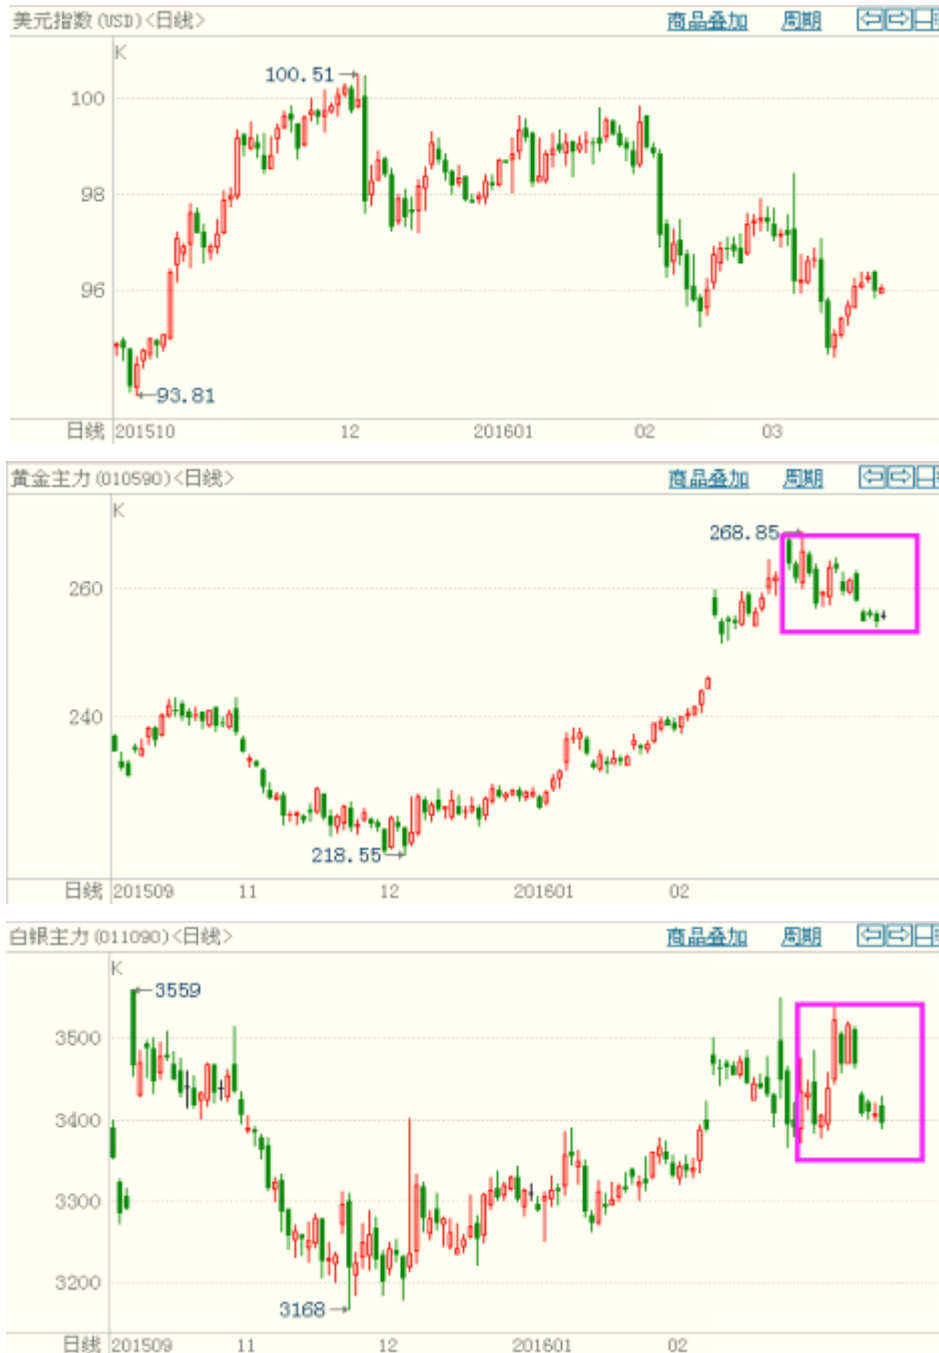 美元指数(USD)<日线> 商品叠加 周期
K
100.51
100
98
96
93.81
日线 201510 12 201601 02 03
黄金主力(010590)<日线> 商品叠加 周期
K
268.85
260
240
218.55
日线 201509 11 12 201601 02
白银主力(011090)<日线> 商品叠加 周期
K
3559
3500
3400
3300
3200
3168
日线 201509 11 12 201601 02